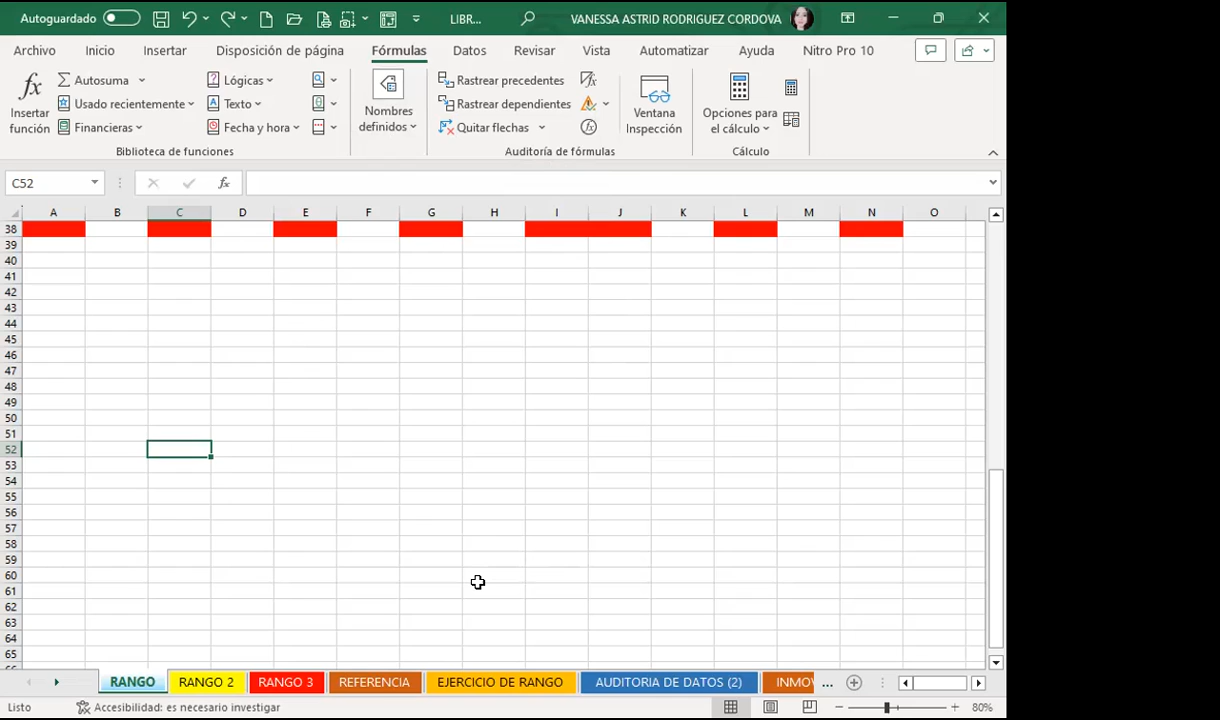 Autoguardado LIBR... VANESSA ASTRID RODRIGUEZ CORDOVA
Archivo Inicio Insertar Disposición de página Fórmulas Datos Revisar Vista Automatizar Ayuda Nitro Pro 10
fx Σ Autosuma Lógicas Rastrear precedentes fx
Insertar función Usado recientemente A Texto Nombres definidos Rastrear dependientes Ventana Inspección Opciones para el cálculo
Financieras Fecha y hora Quitar flechas fx
Biblioteca de funciones Auditoría de fórmulas Cálculo
C52 fx
A B C D E F G H I J K L M N O
38
39
40
41
42
43
44
45
46
47
48
49
50
51
52
53
54
55
56
57
58
59
60
61
62
63
64
65
66
RANGO RANGO 2 RANGO 3 REFERENCIA EJERCICIO DE RANGO AUDITORIA DE DATOS (2) INMOV ...
Listo Accesibilidad: es necesario investigar 80%